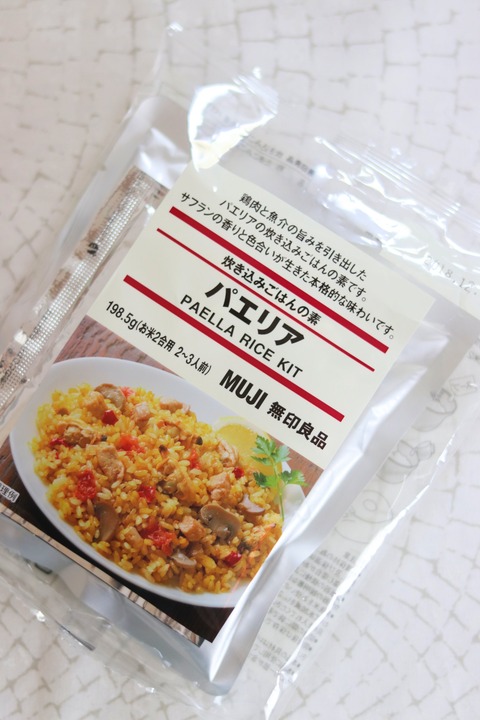 鶏肉と魚介の旨みを引き出した
パエリアの炊き込みごはんの素です。
サフランの香りと色合いが生きた本格的な味わいです。
炊き込みごはんの素
パエリア
PAELLA RICE KIT
198.5g(お米2合用 2～3人前)
MUJI 無印良品